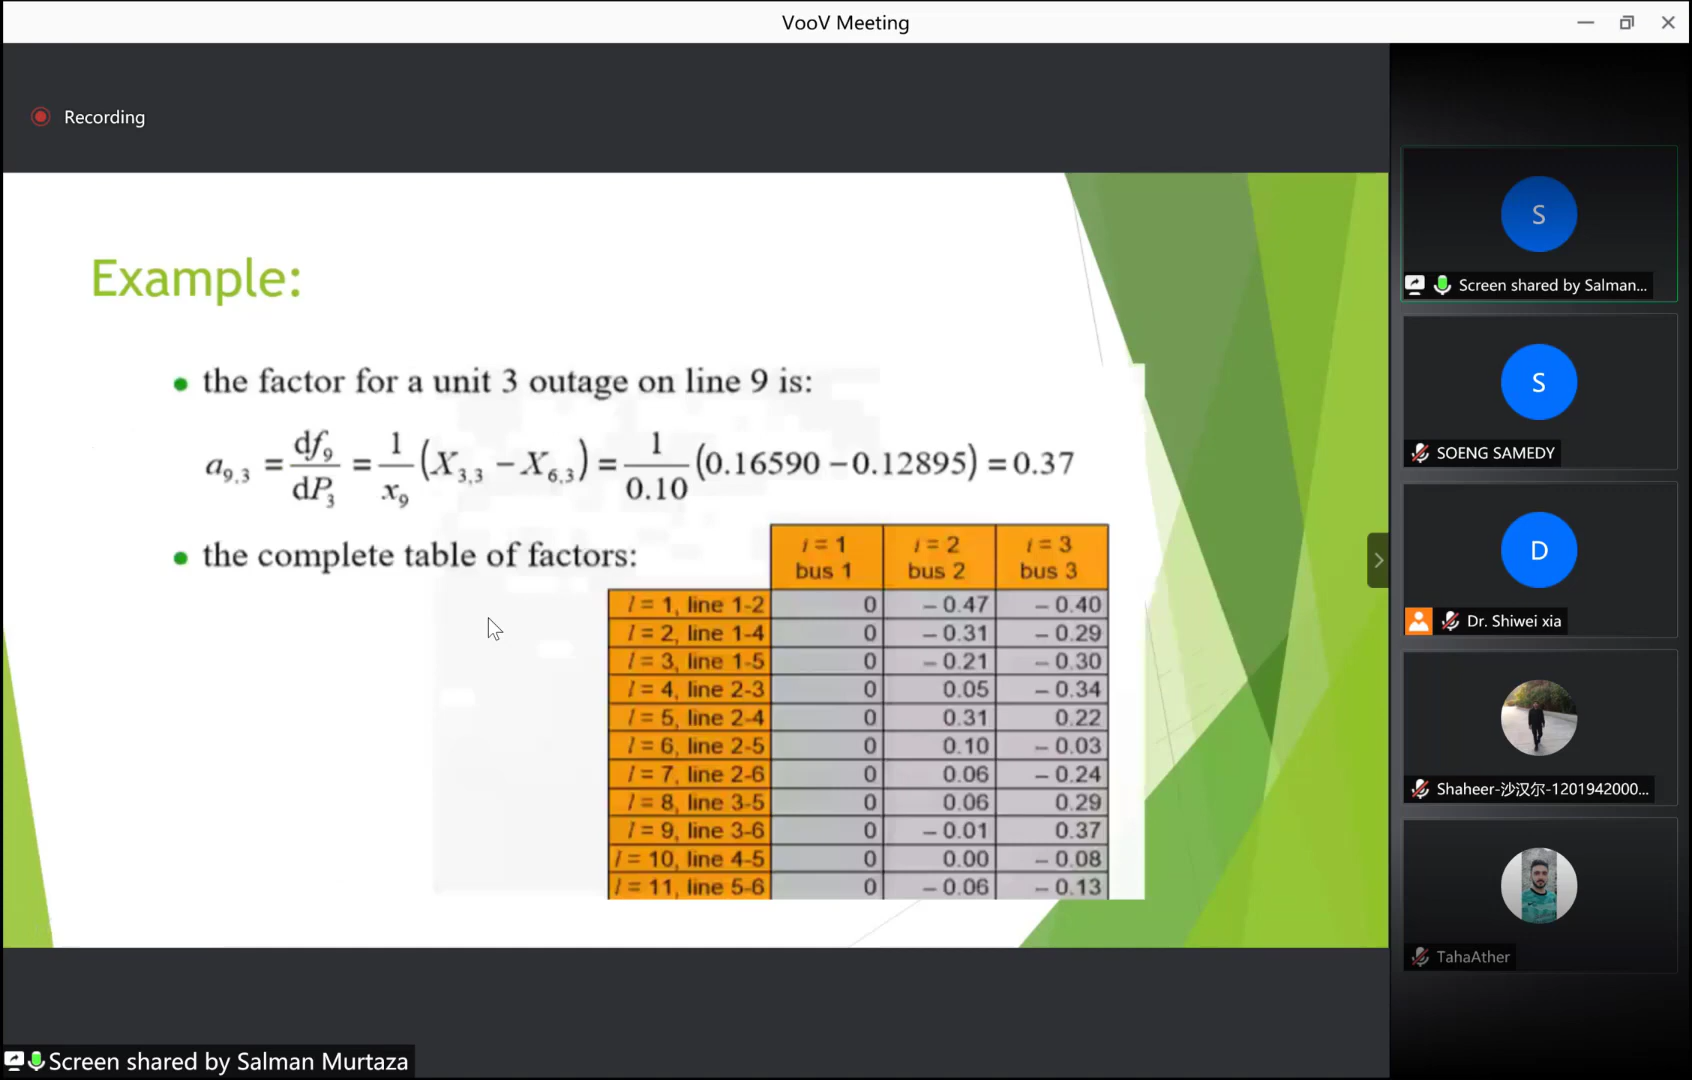 VooV Meeting
Recording
Example:
• the factor for a unit 3 outage on line 9 is:
a₉,₃ = df₉/dP₃ = 1/x₉ (X₃,₃ − X₆,₃) = 1/0.10 (0.16590 − 0.12895) = 0.37
• the complete table of factors:
i = 1 bus 1 i = 2 bus 2 i = 3 bus 3
l = 1, line 1-2 0 – 0.47 – 0.40
l = 2, line 1-4 0 – 0.31 – 0.29
l = 3, line 1-5 0 – 0.21 – 0.30
l = 4, line 2-3 0 0.05 – 0.34
l = 5, line 2-4 0 0.31 0.22
l = 6, line 2-5 0 0.10 – 0.03
l = 7, line 2-6 0 0.06 – 0.24
l = 8, line 3-5 0 0.06 0.29
l = 9, line 3-6 0 – 0.01 0.37
l = 10, line 4-5 0 0.00 – 0.08
l = 11, line 5-6 0 – 0.06 – 0.13
S
Screen shared by Salman...
S
SOENG SAMEDY
D
Dr. Shiwei xia
Shaheer-沙汉尔-1201942000...
TahaAther
Screen shared by Salman Murtaza